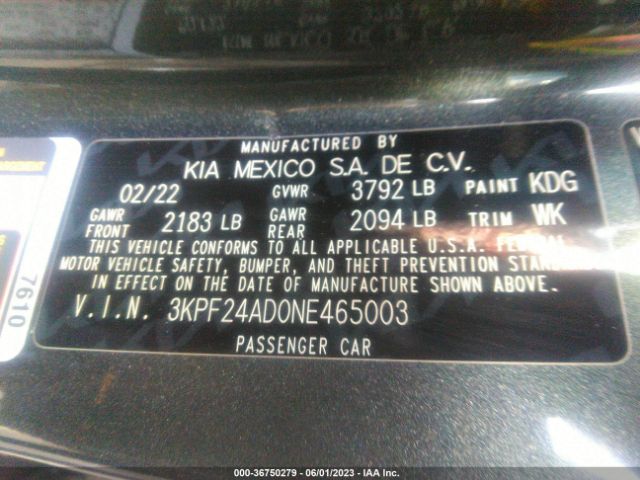 MANUFACTURED BY
KIA MEXICO S.A. DE C.V.
02/22 GVWR 3792 LB PAINT KDG
GAWR FRONT 2183 LB GAWR REAR 2094 LB TRIM WK
THIS VEHICLE CONFORMS TO ALL APPLICABLE U.S.A. FEDERAL
MOTOR VEHICLE SAFETY, BUMPER, AND THEFT PREVENTION
IN EFFECT ON THE DATE OF MANUFACTURE SHOWN ABOVE.
V.I.N. 3KPF24AD0NE465003
PASSENGER CAR
7610
000-36750279 - 06/01/2023 - IAA Inc.